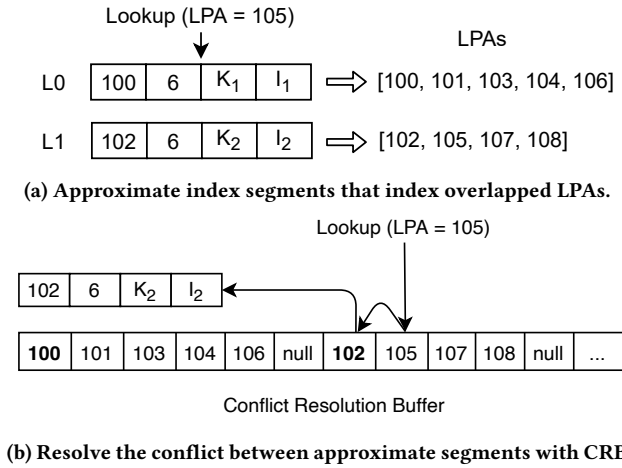 Lookup (LPA = 105)
LPAs
L0 100 6 K1 I1 [100, 101, 103, 104, 106]
L1 102 6 K2 I2 [102, 105, 107, 108]
(a) Approximate index segments that index overlapped LPAs.
Lookup (LPA = 105)
102 6 K2 I2
100 101 103 104 106 null 102 105 107 108 null ...
Conflict Resolution Buffer
(b) Resolve the conflict between approximate segments with CRB